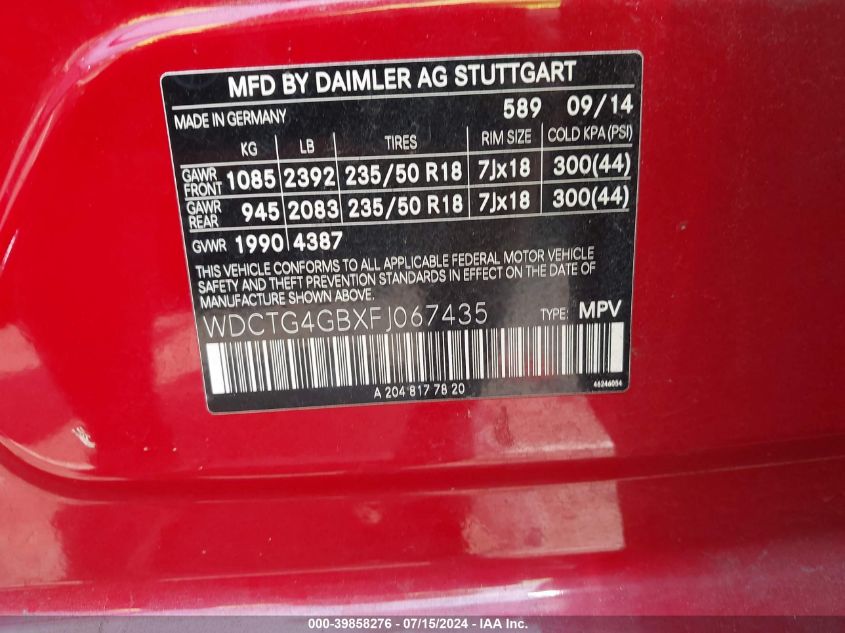 MFD BY DAIMLER AG STUTTGART
MADE IN GERMANY 589 09/14
KG LB TIRES RIM SIZE COLD KPA (PSI)
GAWR FRONT 1085 2392 235/50 R18 7Jx18 300(44)
GAWR REAR 945 2083 235/50 R18 7Jx18 300(44)
GVWR 1990 4387
THIS VEHICLE CONFORMS TO ALL APPLICABLE FEDERAL MOTOR VEHICLE
SAFETY AND THEFT PREVENTION STANDARDS IN EFFECT ON THE DATE OF
MANUFACTURE SHOWN ABOVE.
WDCTG4GBXFJ067435 TYPE: MPV
A 204 817 78 20 46246054
000-39858276 / 07/15/2024 - IAA Inc.